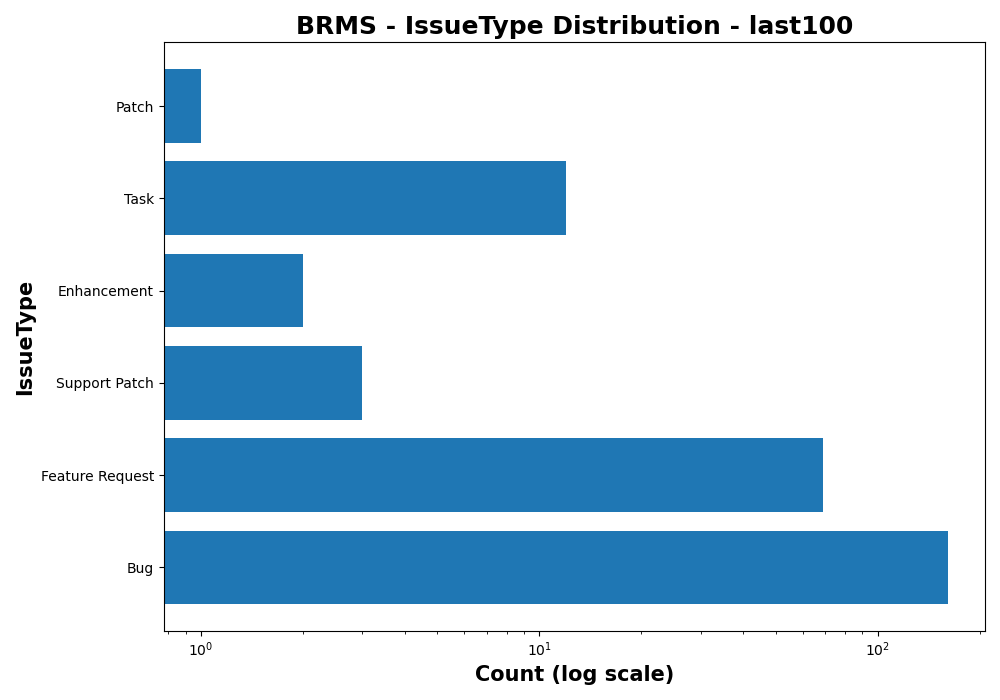 BRMS - IssueType Distribution - last100
IssueType
Patch
Task
Enhancement
Support Patch
Feature Request
Bug
10⁰
10¹
10²
Count (log scale)